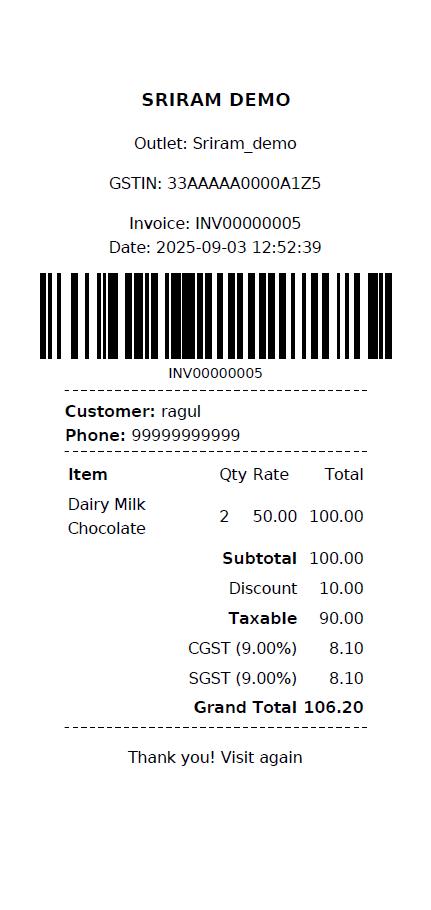 SRIRAM DEMO
Outlet: Sriram_demo
GSTIN: 33AAAAA0000A1Z5
Invoice: INV00000005
Date: 2025-09-03 12:52:39
INV00000005
Customer: ragul
Phone: 99999999999
Item Qty Rate Total
Dairy Milk
Chocolate 2 50.00 100.00
Subtotal 100.00
Discount 10.00
Taxable 90.00
CGST (9.00%) 8.10
SGST (9.00%) 8.10
Grand Total 106.20
Thank you! Visit again